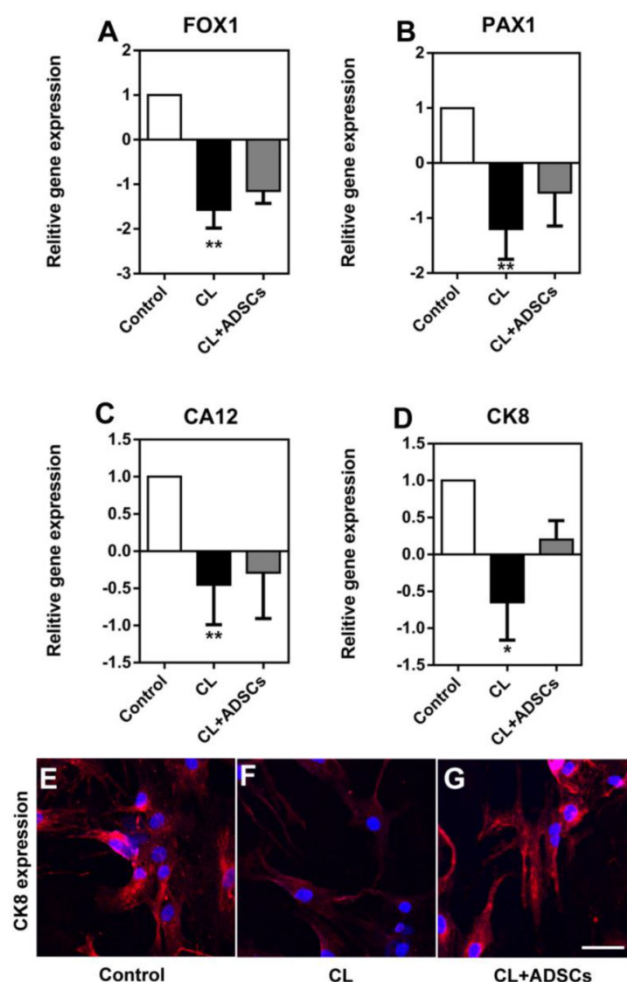 A FOX1
Relitive gene expression
2
1
0
-1
-2
-3
**
Control
CL
CL+ADSCs
B PAX1
Relitive gene expression
2
1
0
-1
-2
**
Control
CL
CL+ADSCs
C CA12
Relitive gene expression
1.5
1.0
0.5
0.0
-0.5
-1.0
-1.5
**
Control
CL
CL+ADSCs
D CK8
Relitive gene expression
1.5
1.0
0.5
0.0
-0.5
-1.0
-1.5
*
Control
CL
CL+ADSCs
CK8 expression
E
F
G
Control
CL
CL+ADSCs